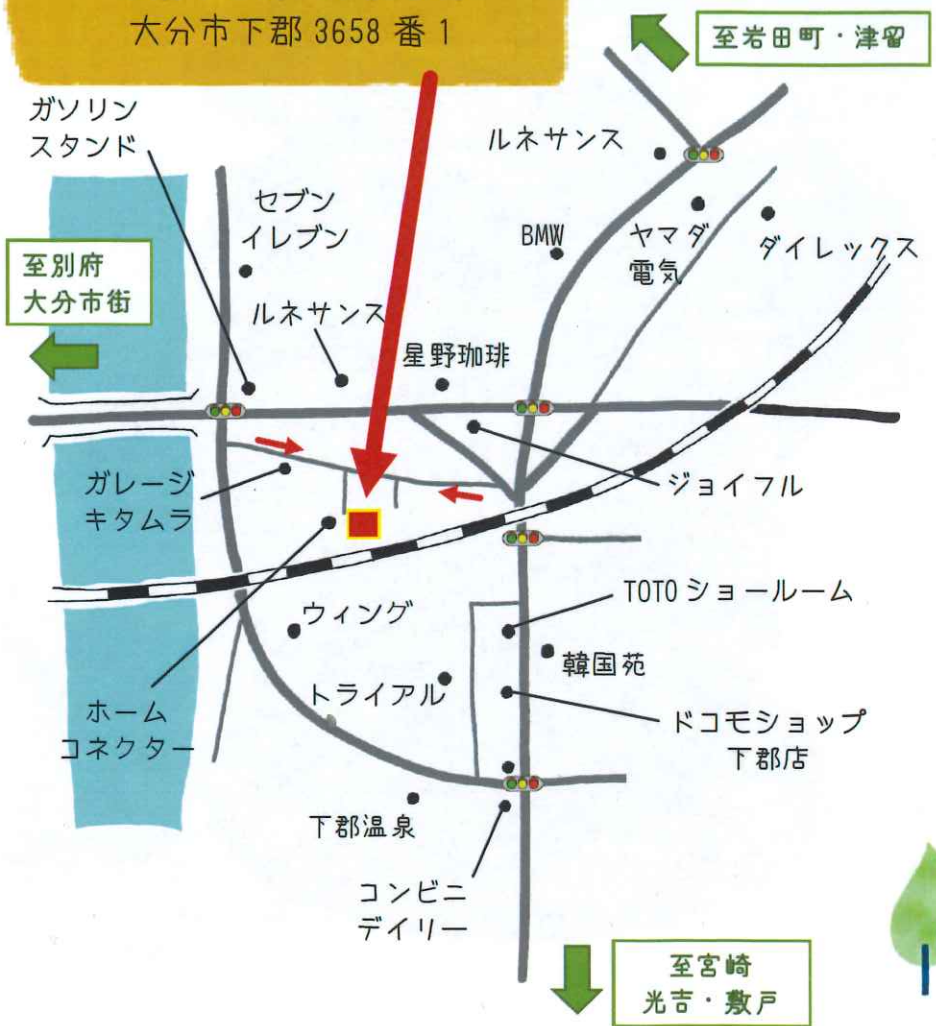 大分市下郡 3658 番 1
至岩田町・津留
ガソリン
スタンド
ルネサンス
セブン
イレブン
BMW
ヤマダ
電気
ダイレックス
至別府
大分市街
ルネサンス
星野珈琲
ガレージ
キタムラ
ジョイフル
TOTO ショールーム
ウィング
韓国苑
トライアル
ホーム
コネクター
ドコモショップ
下郡店
下郡温泉
コンビニ
デイリー
至宮崎
光吉・敷戸